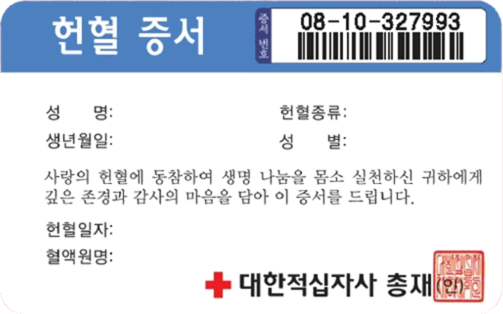 헌혈 증서
증서 번호
08-10-327993
성 명:
헌혈종류:
생년월일:
성 별:
사랑의 헌혈에 동참하여 생명 나눔을 몸소 실천하신 귀하에게
깊은 존경과 감사의 마음을 담아 이 증서를 드립니다.
헌혈일자:
혈액원명:
대한적십자사 총재(인)